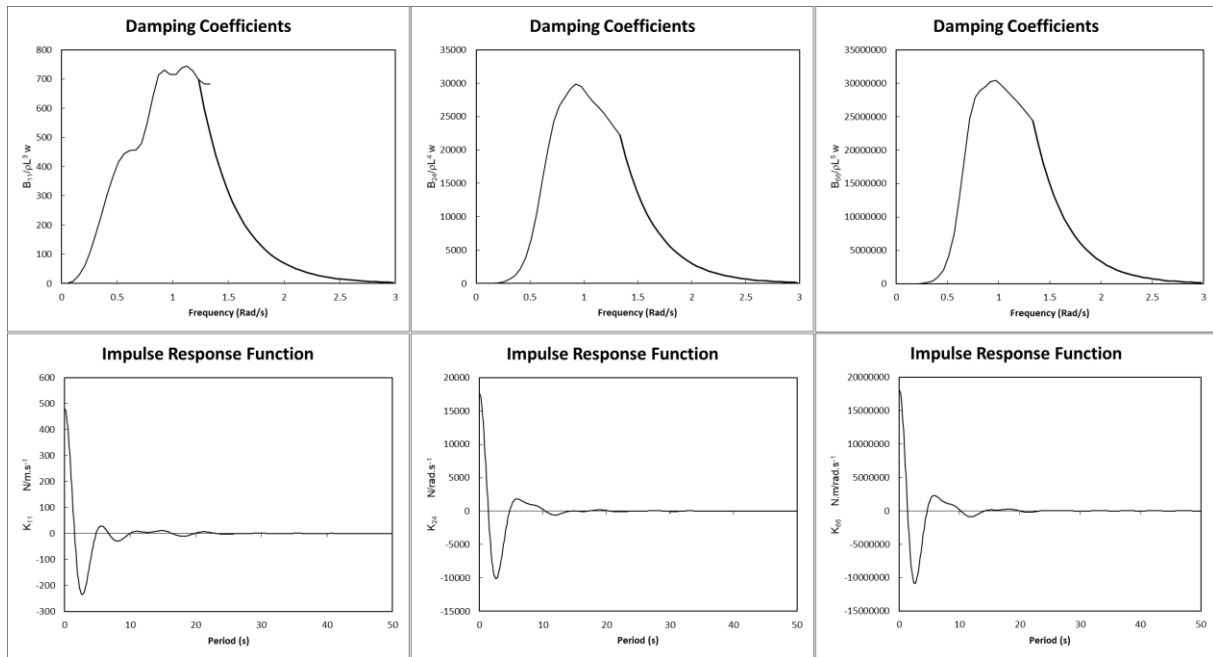 Damping Coefficients
B₁₁/ρL³ w
800
700
600
500
400
300
200
100
0
0 0.5 1 1.5 2 2.5 3
Frequency (Rad/s)
Damping Coefficients
B₂₄/ρL⁴ w
35000
30000
25000
20000
15000
10000
5000
0
0 0.5 1 1.5 2 2.5 3
Frequency (Rad/s)
Damping Coefficients
B₆₆/ρL⁵ w
35000000
30000000
25000000
20000000
15000000
10000000
5000000
0
0 0.5 1 1.5 2 2.5 3
Frequency (Rad/s)
Impulse Response Function
K₁₁ N/m.s⁻¹
600
500
400
300
200
100
0
-100
-200
-300
0 10 20 30 40 50
Period (s)
Impulse Response Function
K₂₄ N/rad.s⁻¹
20000
15000
10000
5000
0
-5000
-10000
-15000
0 10 20 30 40 50
Period (s)
Impulse Response Function
K₆₆ N.m/rad.s⁻¹
20000000
15000000
10000000
5000000
0
-5000000
-10000000
-15000000
0 10 20 30 40 50
Period (s)